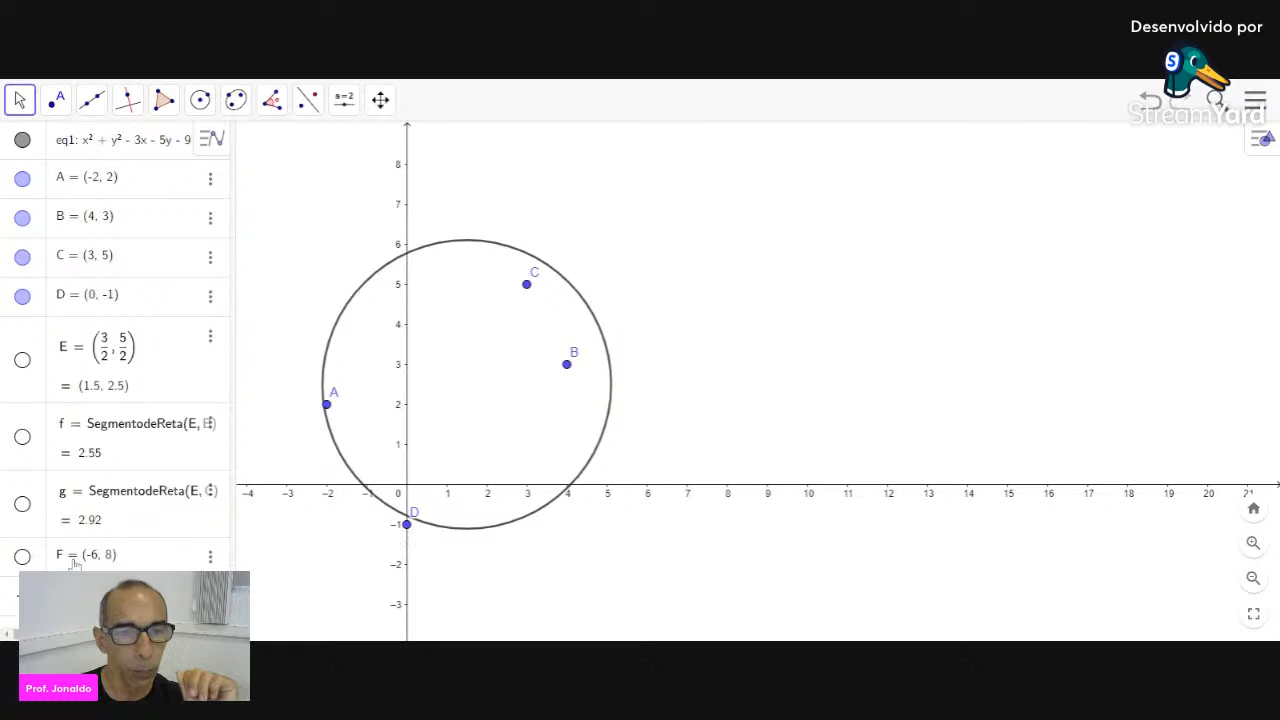 Desenvolvido por
S
StreamYard
A
a=2
eq1: x² + y² - 3x - 5y - 9
A = (-2, 2)
B = (4, 3)
C = (3, 5)
D = (0, -1)
E = (3/2, 5/2)
= (1.5, 2.5)
f = SegmentodeReta(E, B)
= 2.55
g = SegmentodeReta(E, C)
= 2.92
F = (-6, 8)
8
7
6
5
4
3
2
1
-1
-2
-3
-4 -3 -2 -1 0 1 2 3 4 5 6 7 8 9 10 11 12 13 14 15 16 17 18 19 20 21
C
B
A
D
Prof. Jonaldo